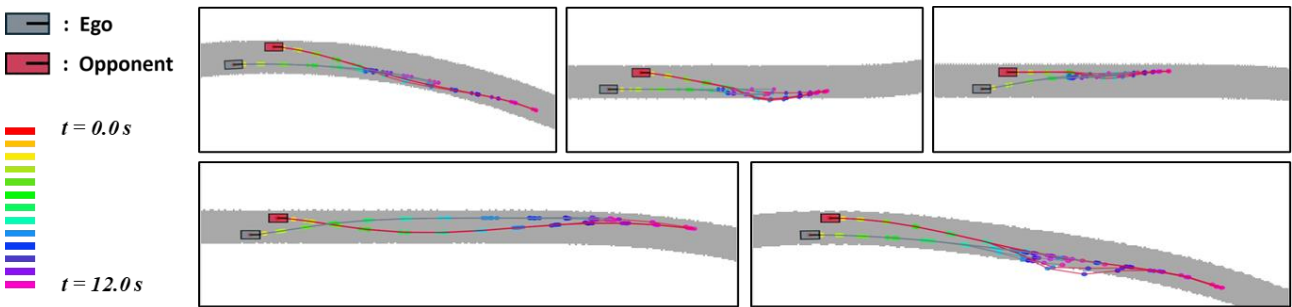 : Ego
: Opponent
t = 0.0 s
t = 12.0 s